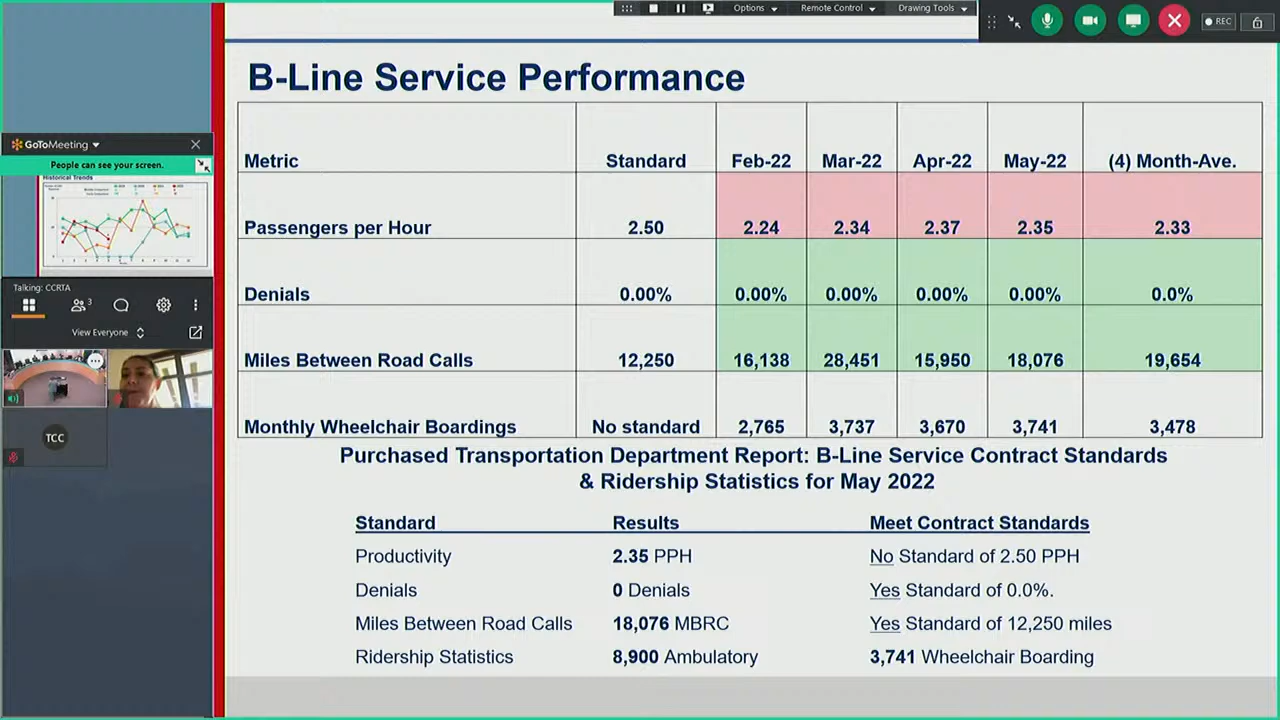 Options
Remote Control
Drawing Tools
REC
B-Line Service Performance
GoToMeeting
People can see your screen.
Historical Trends
Talking: CCRTA
3
View Everyone
TCC
Metric Standard Feb-22 Mar-22 Apr-22 May-22 (4) Month-Ave.
Passengers per Hour 2.50 2.24 2.34 2.37 2.35 2.33
Denials 0.00% 0.00% 0.00% 0.00% 0.00% 0.0%
Miles Between Road Calls 12,250 16,138 28,451 15,950 18,076 19,654
Monthly Wheelchair Boardings No standard 2,765 3,737 3,670 3,741 3,478
Purchased Transportation Department Report: B-Line Service Contract Standards
& Ridership Statistics for May 2022
Standard Results Meet Contract Standards
Productivity 2.35 PPH No Standard of 2.50 PPH
Denials 0 Denials Yes Standard of 0.0%.
Miles Between Road Calls 18,076 MBRC Yes Standard of 12,250 miles
Ridership Statistics 8,900 Ambulatory 3,741 Wheelchair Boarding